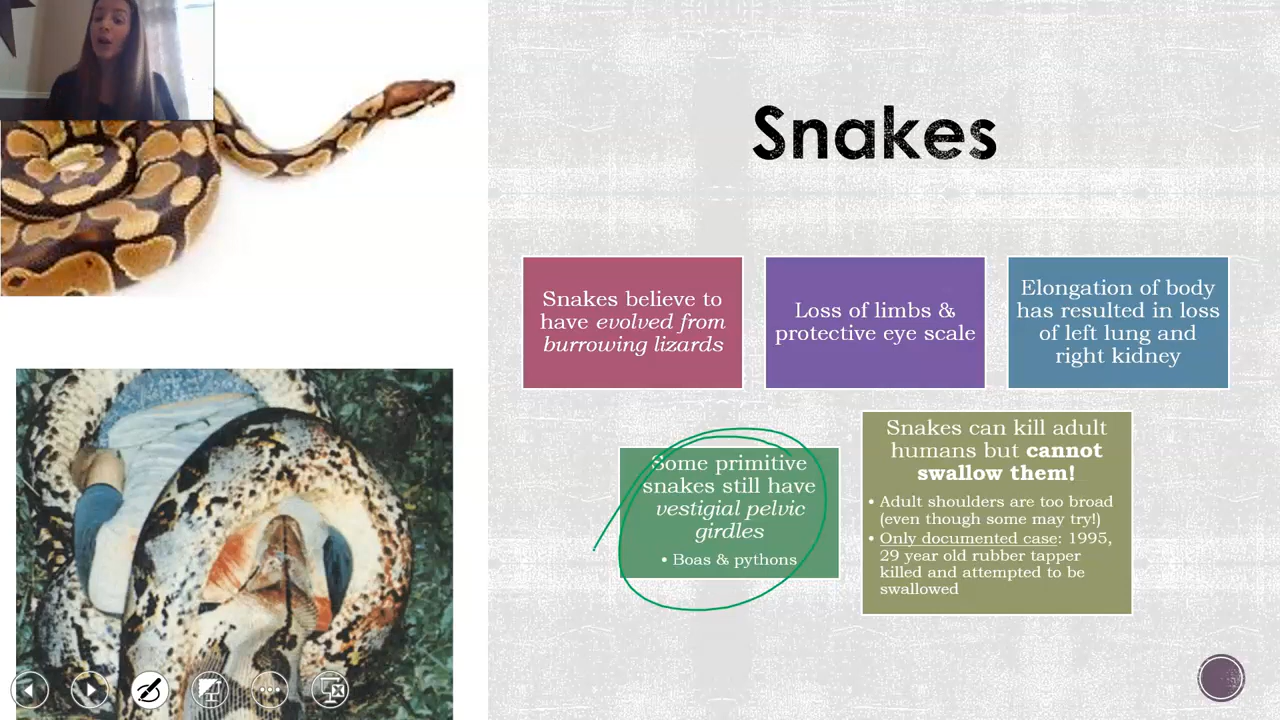 Snakes
Snakes believe to
have evolved from
burrowing lizards
Loss of limbs &
protective eye scale
Elongation of body
has resulted in loss
of left lung and
right kidney
Some primitive
snakes still have
vestigial pelvic
girdles
• Boas & pythons
Snakes can kill adult
humans but cannot
swallow them!
• Adult shoulders are too broad
(even though some may try!)
• Only documented case: 1995,
29 year old rubber tapper
killed and attempted to be
swallowed